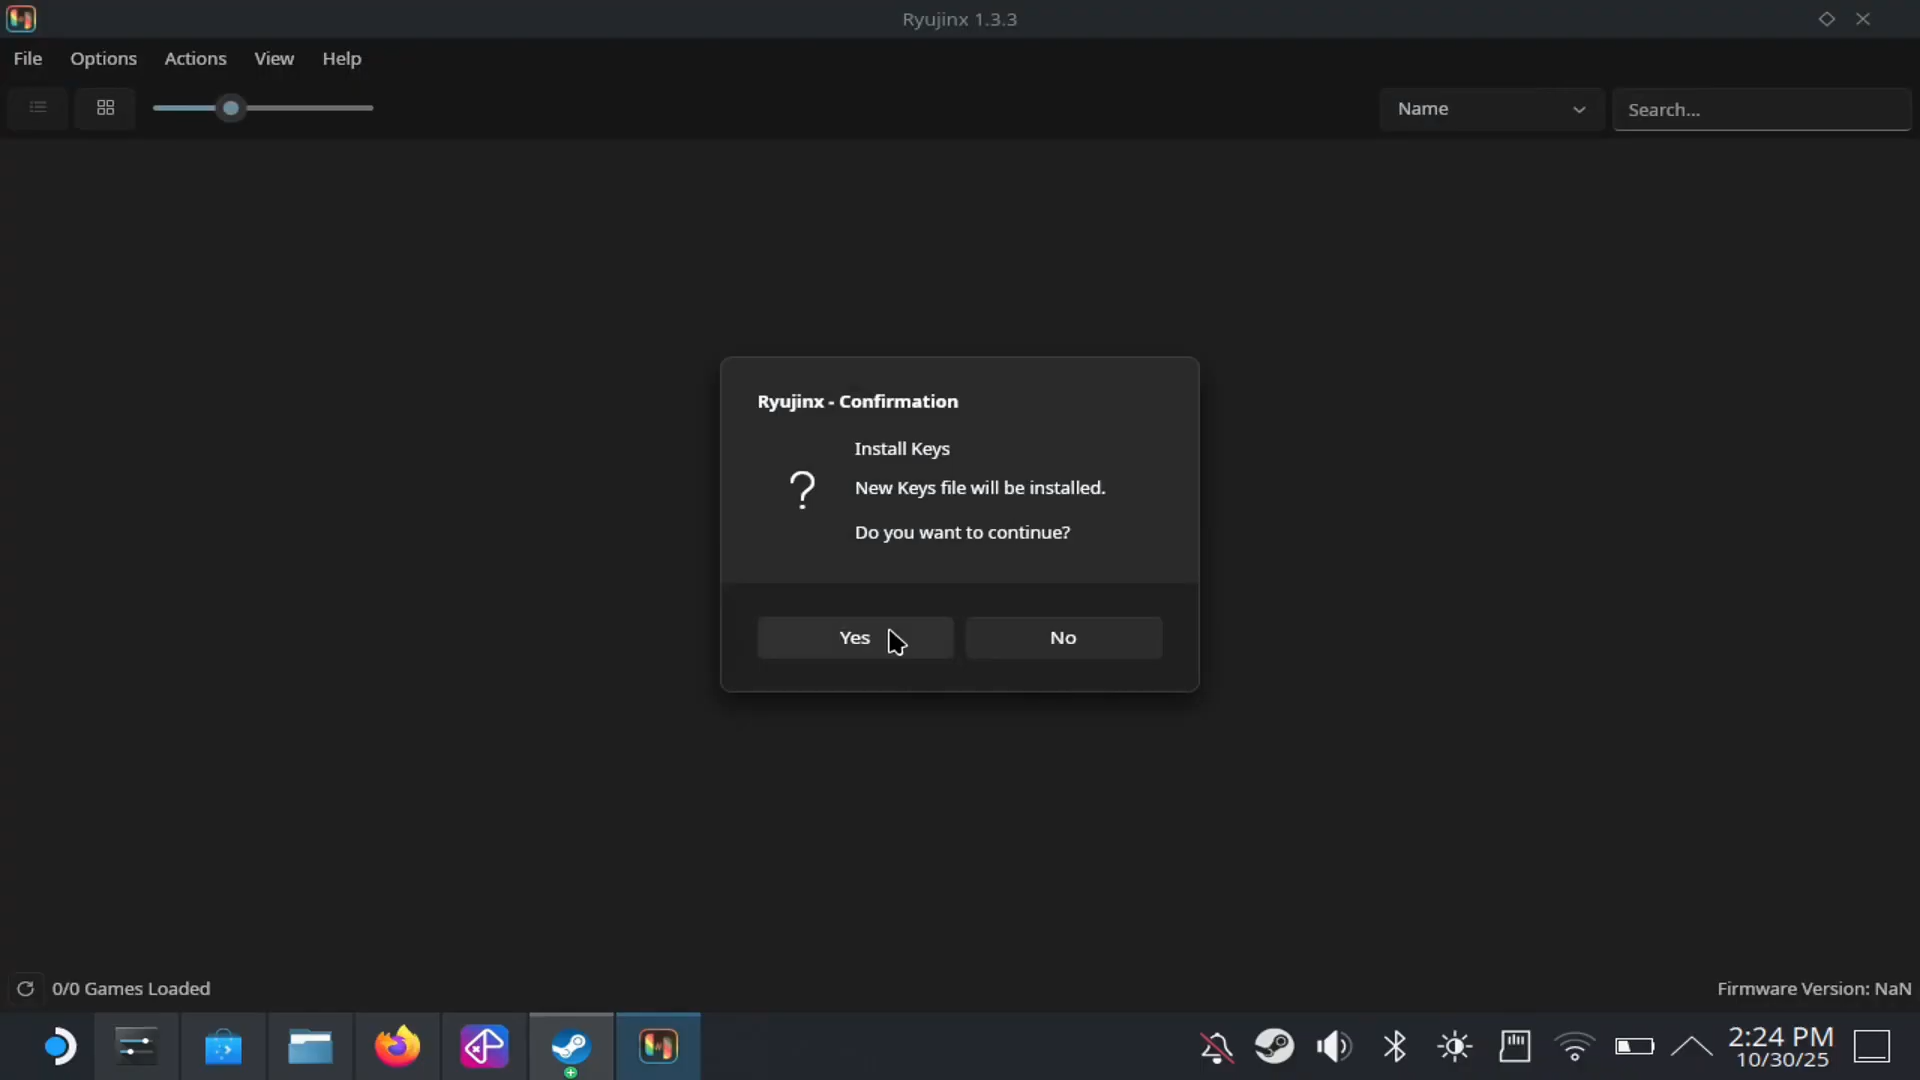 Ryujinx 1.3.3
File Options Actions View Help
Name Search...
Ryujinx - Confirmation
Install Keys
New Keys file will be installed.
Do you want to continue?
Yes No
0/0 Games Loaded Firmware Version: NaN
2:24 PM
10/30/25